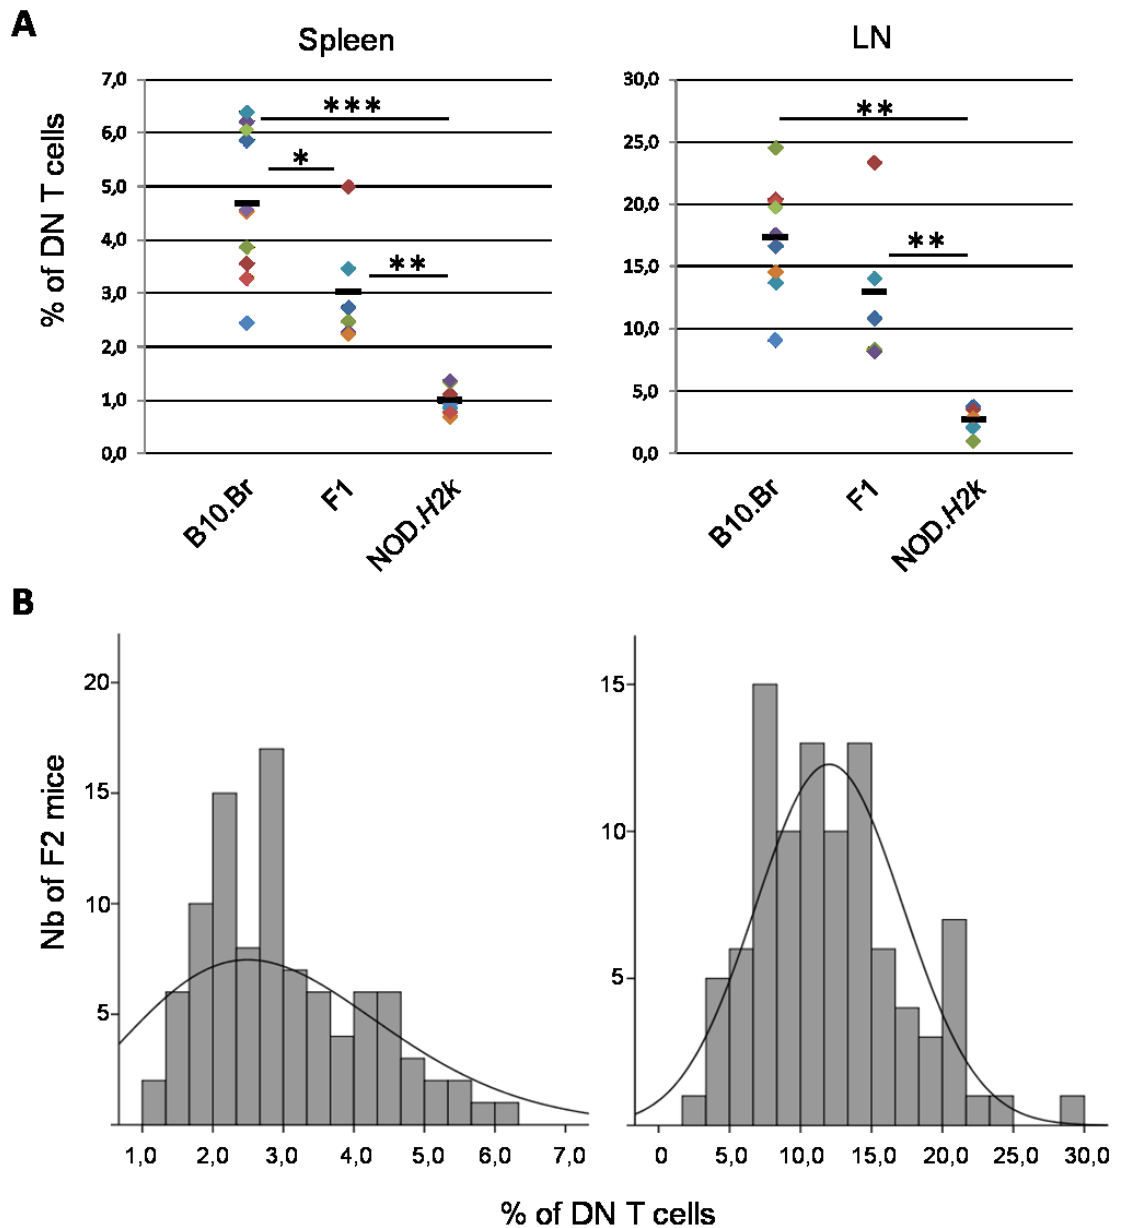 A
Spleen
LN
% of DN T cells
7,0
6,0
5,0
4,0
3,0
2,0
1,0
0,0
***
*
**
B10.Br
F1
NOD.H2k
30,0
25,0
20,0
15,0
10,0
5,0
0,0
**
**
B10.Br
F1
NOD.H2k
B
Nb of F2 mice
20
15
10
5
1,0 2,0 3,0 4,0 5,0 6,0 7,0
15
10
5
0 5,0 10,0 15,0 20,0 25,0 30,0
% of DN T cells